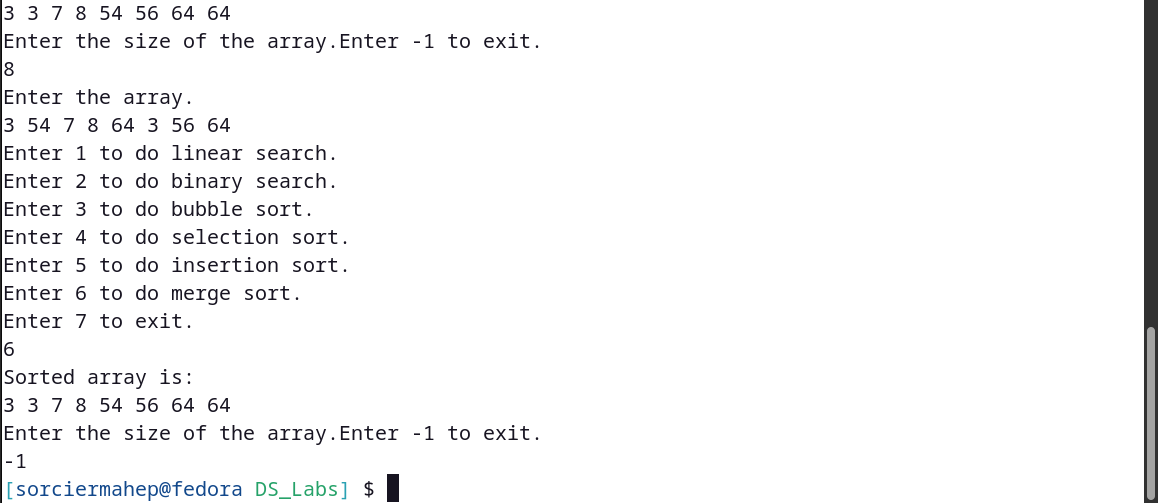 3 3 7 8 54 56 64 64
Enter the size of the array.Enter -1 to exit.
8
Enter the array.
3 54 7 8 64 3 56 64
Enter 1 to do linear search.
Enter 2 to do binary search.
Enter 3 to do bubble sort.
Enter 4 to do selection sort.
Enter 5 to do insertion sort.
Enter 6 to do merge sort.
Enter 7 to exit.
6
Sorted array is:
3 3 7 8 54 56 64 64
Enter the size of the array.Enter -1 to exit.
-1
[sorciermahep@fedora DS_Labs] $